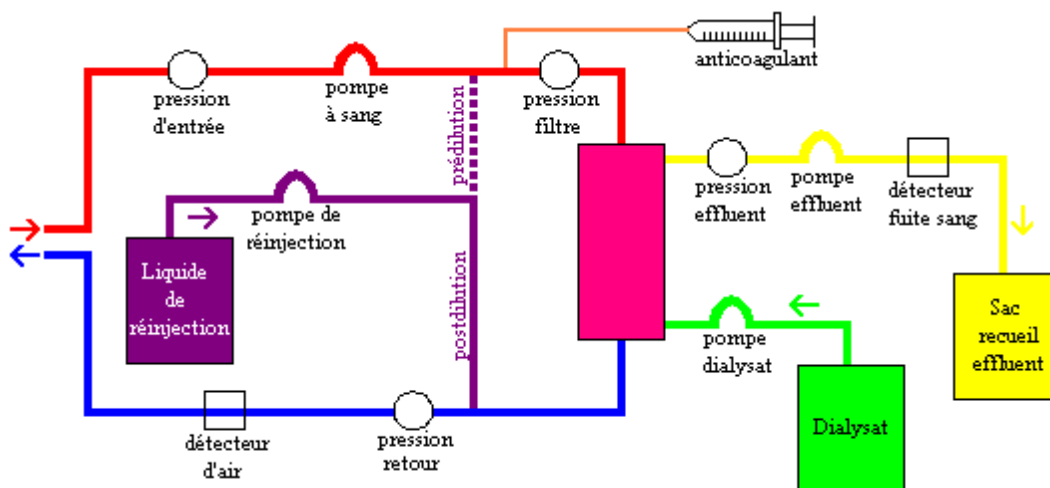 anticoagulant
pression
d'entrée
pompe
à sang
pression
filtre
prédilution
pression
effluent
pompe
effluent
détecteur
fuite sang
pompe de
réinjection
Liquide
de
réinjection
postdilution
Sac
recueil
effluent
pompe
dialysat
Dialysat
détecteur
d'air
pression
retour